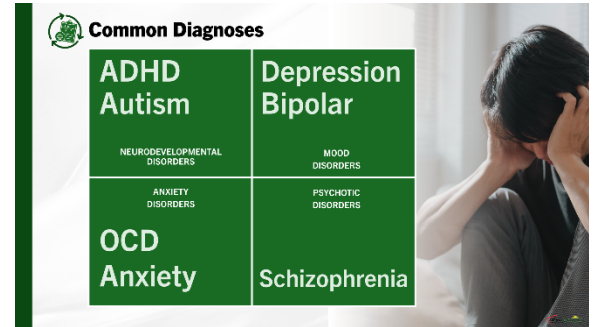 Common Diagnoses
ADHD
Autism
NEURODEVELOPMENTAL
DISORDERS
Depression
Bipolar
MOOD
DISORDERS
ANXIETY
DISORDERS
OCD
Anxiety
PSYCHOTIC
DISORDERS
Schizophrenia